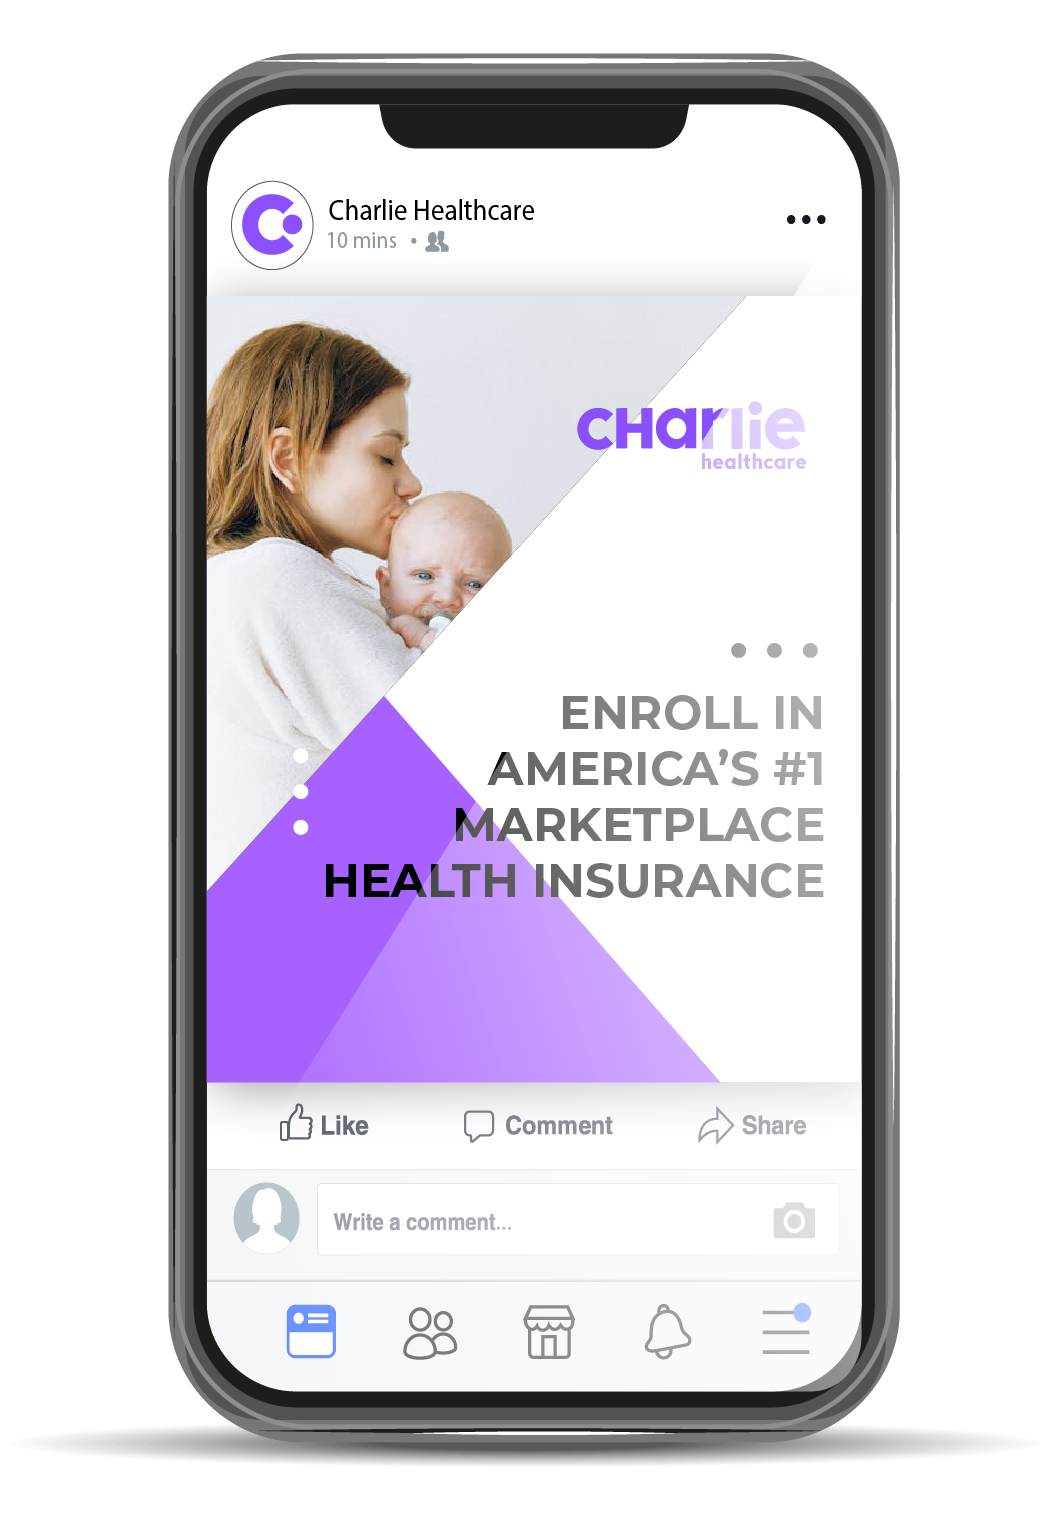 Charlie Healthcare
10 mins •
CHarlie
healthcare
ENROLL IN
AMERICA’S #1
MARKETPLACE
HEALTH INSURANCE
Like Comment Share
Write a comment...